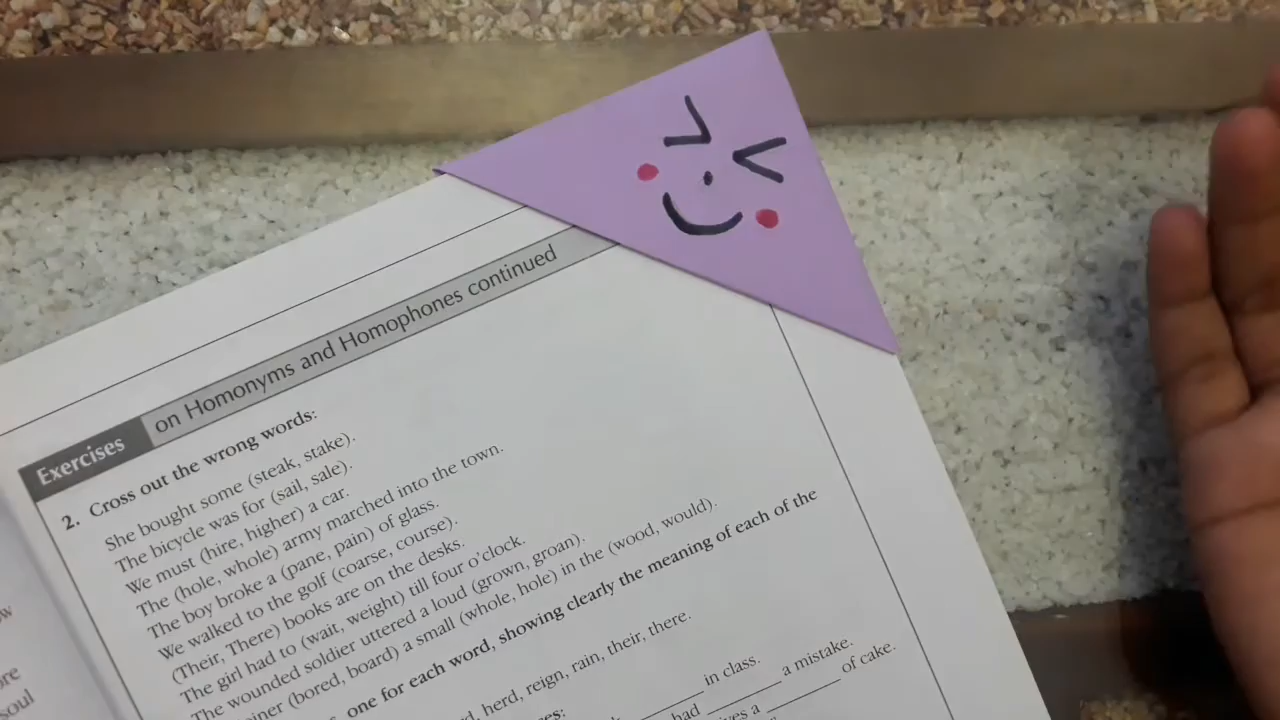 Exercises on Homonyms and Homophones continued
2. Cross out the wrong words:
She bought some (steak, stake).
The bicycle was for (sail, sale).
We must (hire, higher) a car.
The (hole, whole) army marched into the town.
The boy broke a (pane, pain) of glass.
We walked to the golf (coarse, course).
(Their, There) books are on the desks.
The girl had to (wait, weight) till four o'clock.
The wounded soldier uttered a loud (grown, groan).
(bored, board) a small (whole, hole) in the (wood, would).
one for each word, showing clearly the meaning of each of the
herd, reign, rain, their, there.
in class.
had a mistake.
a of cake.
soul